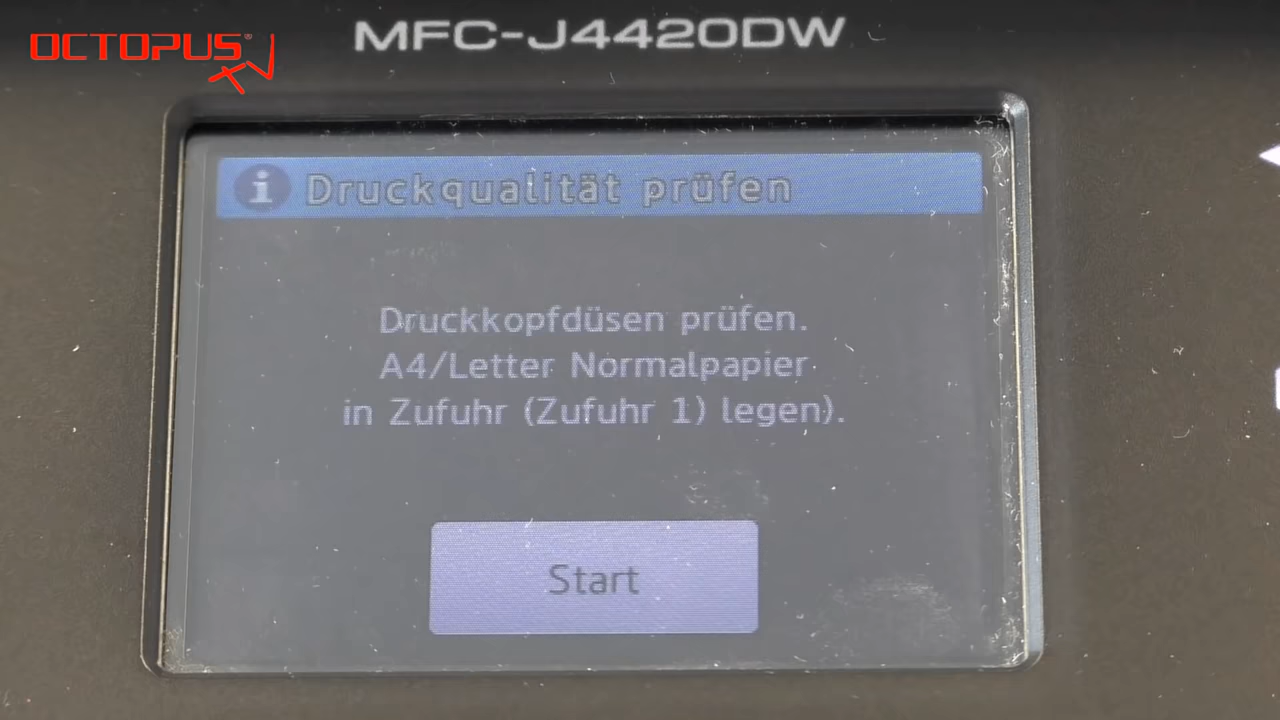 MFC-J4420DW
OCTOPUS®
TV
i Druckqualität prüfen
Druckkopfdüsen prüfen.
A4/Letter Normalpapier
in Zufuhr (Zufuhr 1) legen).
Start